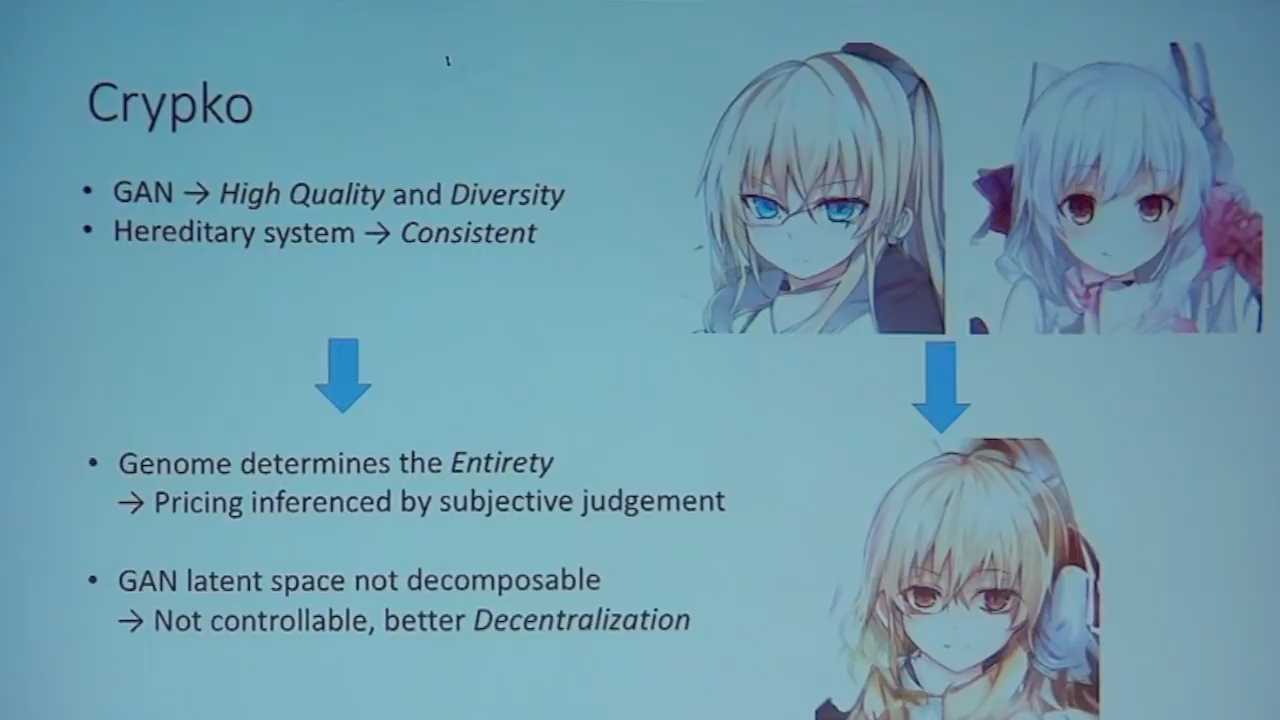 Crypko
• GAN → High Quality and Diversity
• Hereditary system → Consistent
• Genome determines the Entirety
→ Pricing inferenced by subjective judgement
• GAN latent space not decomposable
→ Not controllable, better Decentralization